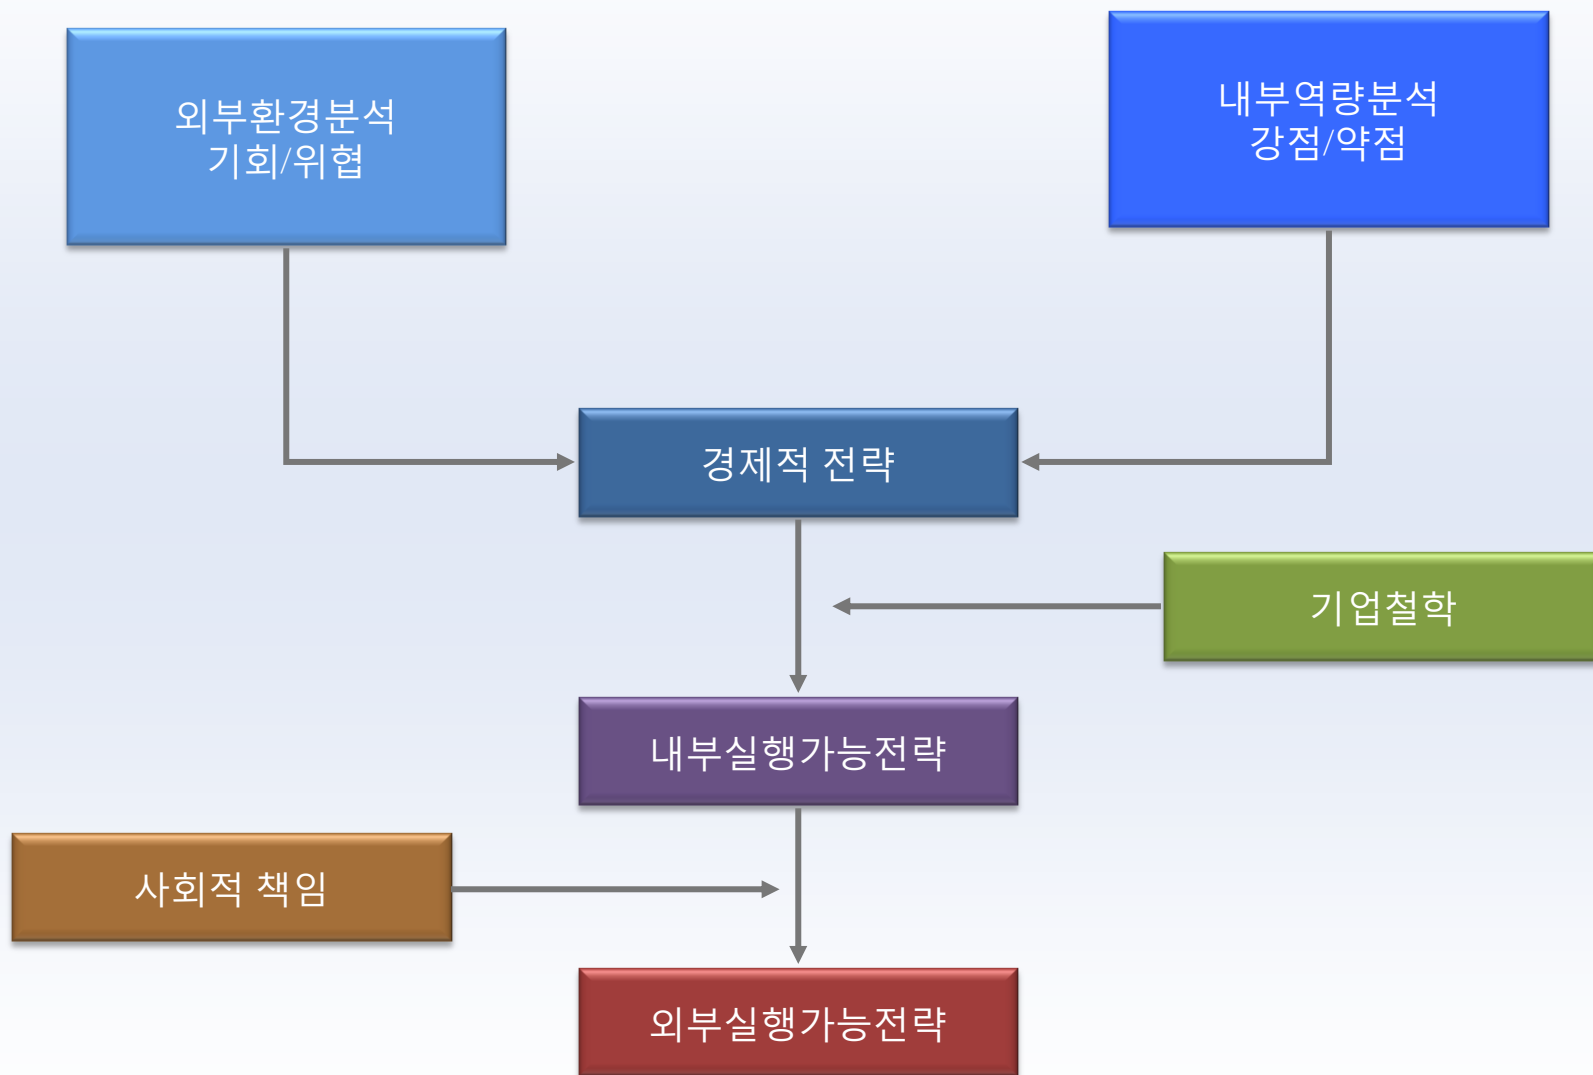 외부환경분석
기회/위협
내부역량분석
강점/약점
경제적 전략
기업철학
내부실행가능전략
사회적 책임
외부실행가능전략